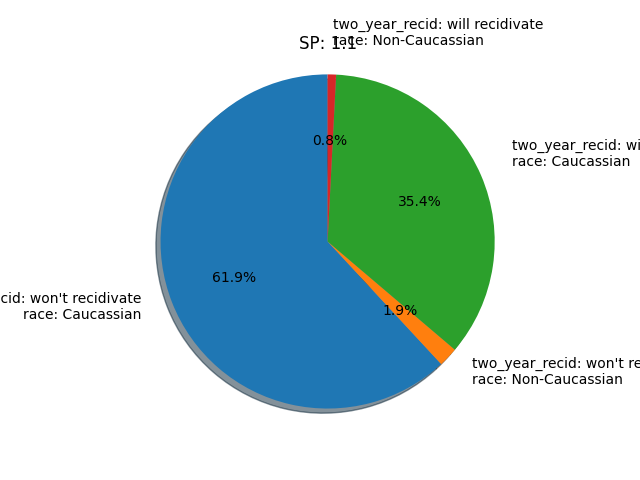 two_year_recid: will recidivate
race: Non-Caucassian
SP: 1.1
0.8%
two_year_recid: wi
race: Caucassian
35.4%
61.9%
cid: won't recidivate
race: Caucassian
1.9%
two_year_recid: won't re
race: Non-Caucassian